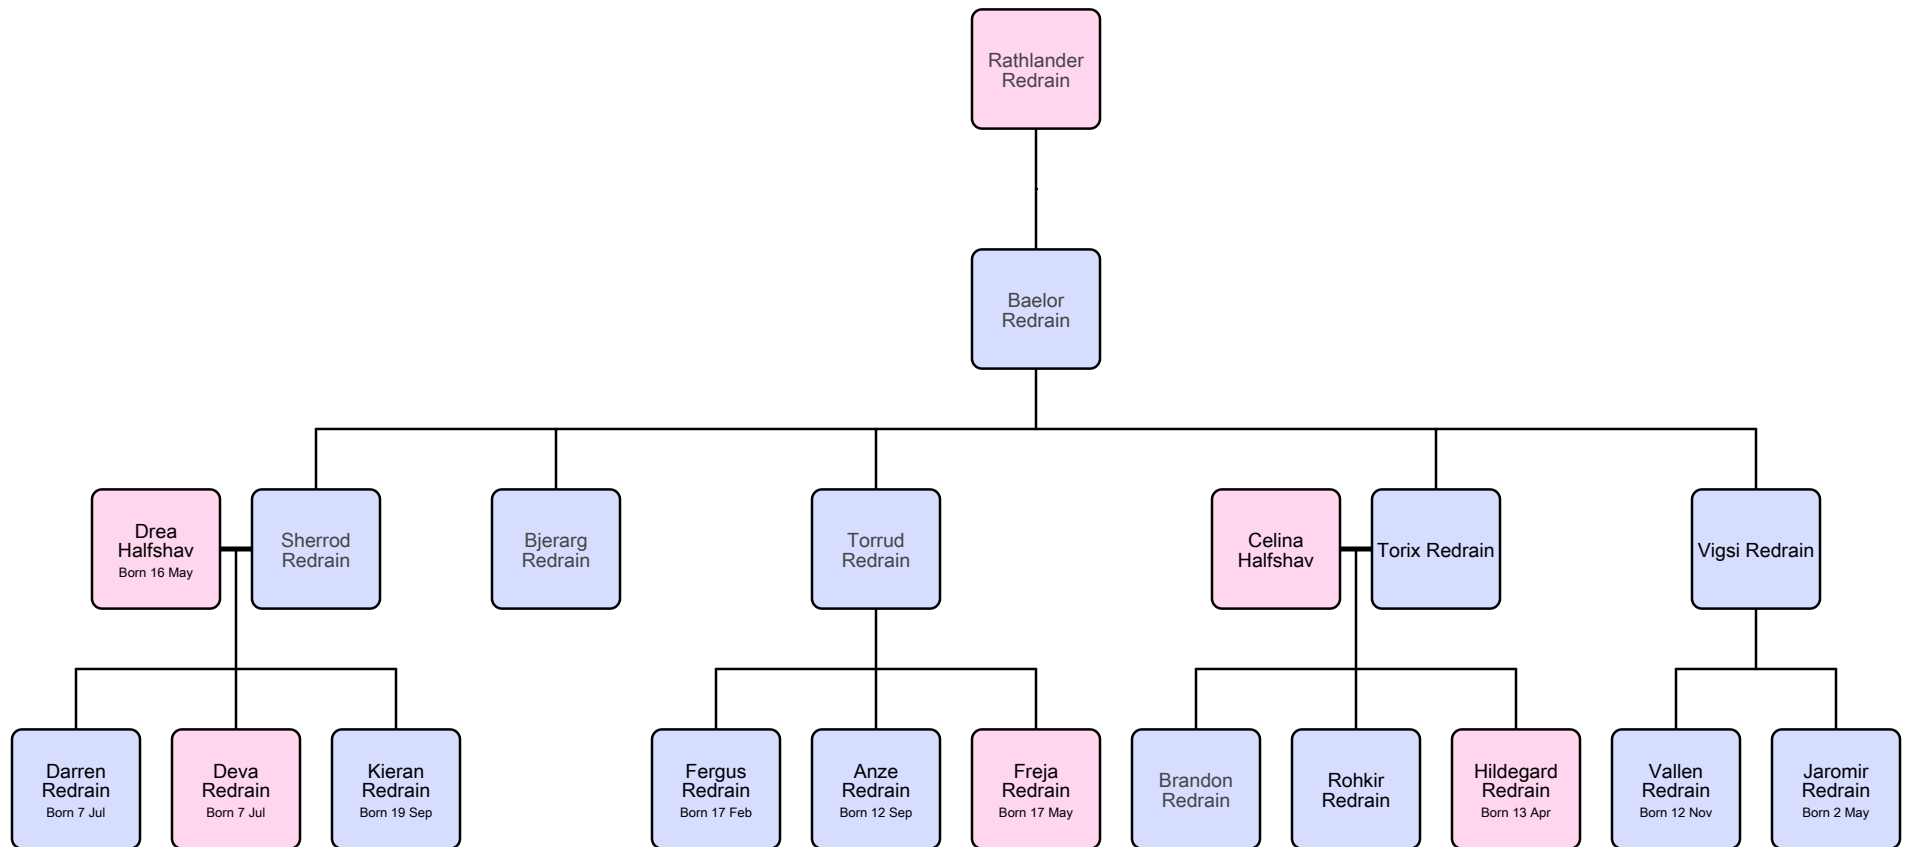 Rathlander
Redrain
Baelor
Redrain
Drea
Halfshav
Born 16 May
Sherrod
Redrain
Bjerarg
Redrain
Torrud
Redrain
Celina
Halfshav
Torix Redrain
Vigsi Redrain
Darren
Redrain
Born 7 Jul
Deva
Redrain
Born 7 Jul
Kieran
Redrain
Born 19 Sep
Fergus
Redrain
Born 17 Feb
Anze
Redrain
Born 12 Sep
Freja
Redrain
Born 17 May
Brandon
Redrain
Rohkir
Redrain
Hildegard
Redrain
Born 13 Apr
Vallen
Redrain
Born 12 Nov
Jaromir
Redrain
Born 2 May